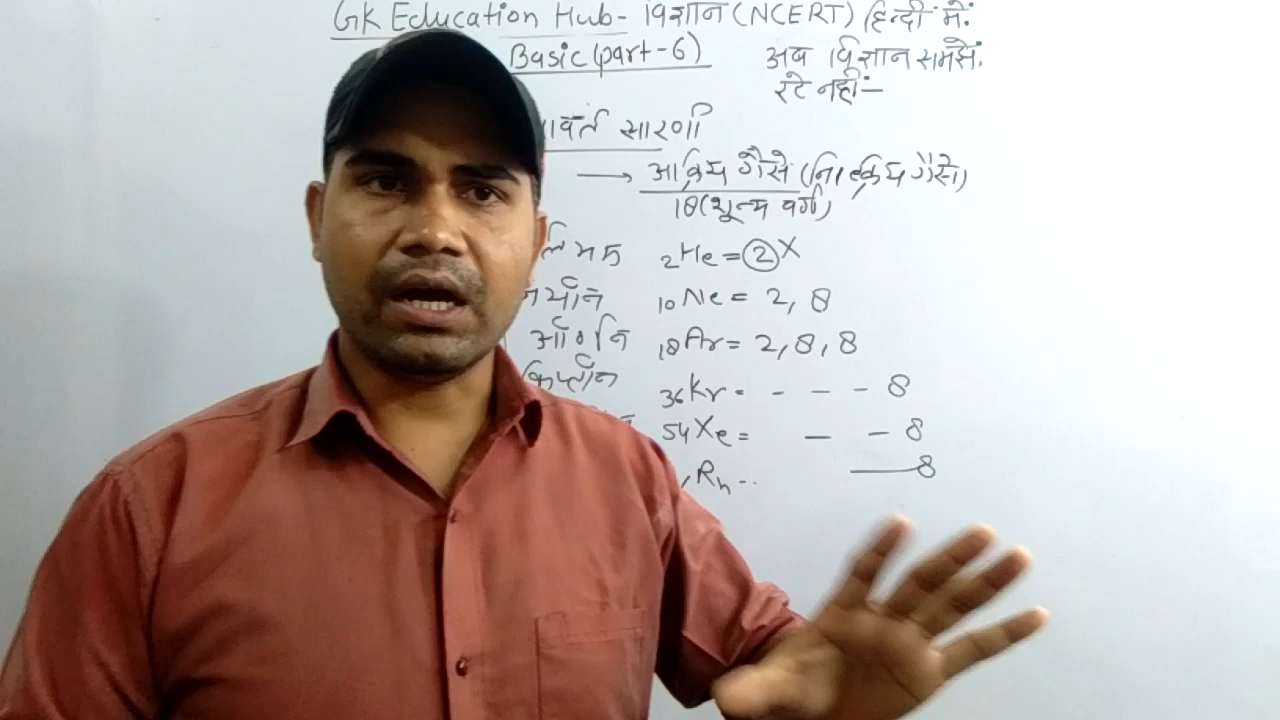 GK Education Hub - विज्ञान (NCERT) हिन्दी में.
Basic (part-6) अब विज्ञान समझें.
रटे नहीं -
वर्त सारणी
→ अक्रिय गैसे (निष्क्रिय गैसे)
18 (शून्य वर्ग)
2He = 2 X
10Ne = 2, 8
18Ar = 2, 8, 8
36Kr = - - - 8
54Xe = - - 8
Rn -- — 8